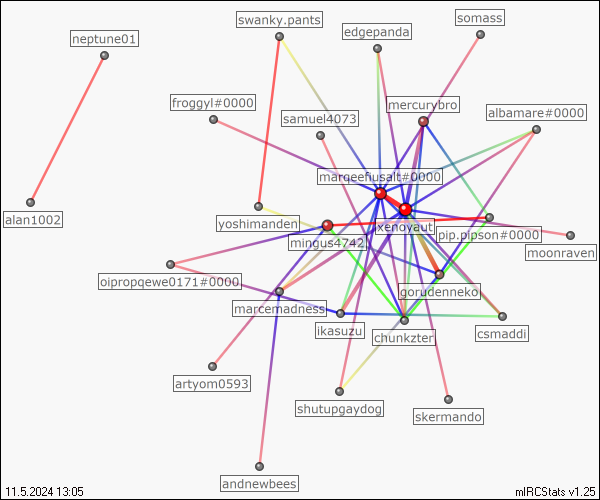 swanky.pants
somass
edgepanda
neptune01
froggyl#0000
mercurybro
albamare#0000
samuel4073
marqeefiusalt#0000
alan1002
yoshimanden
xenoyaut
pip.pipson#0000
mingus4742
moonraven
oipropqewe0171#0000
gorudenneko
marcemadness
ikasuzu
chunkzter
csmaddi
artyom0593
shutupgaydog
skermando
andnewbees
11.5.2024 13:05
mIRCStats v1.25